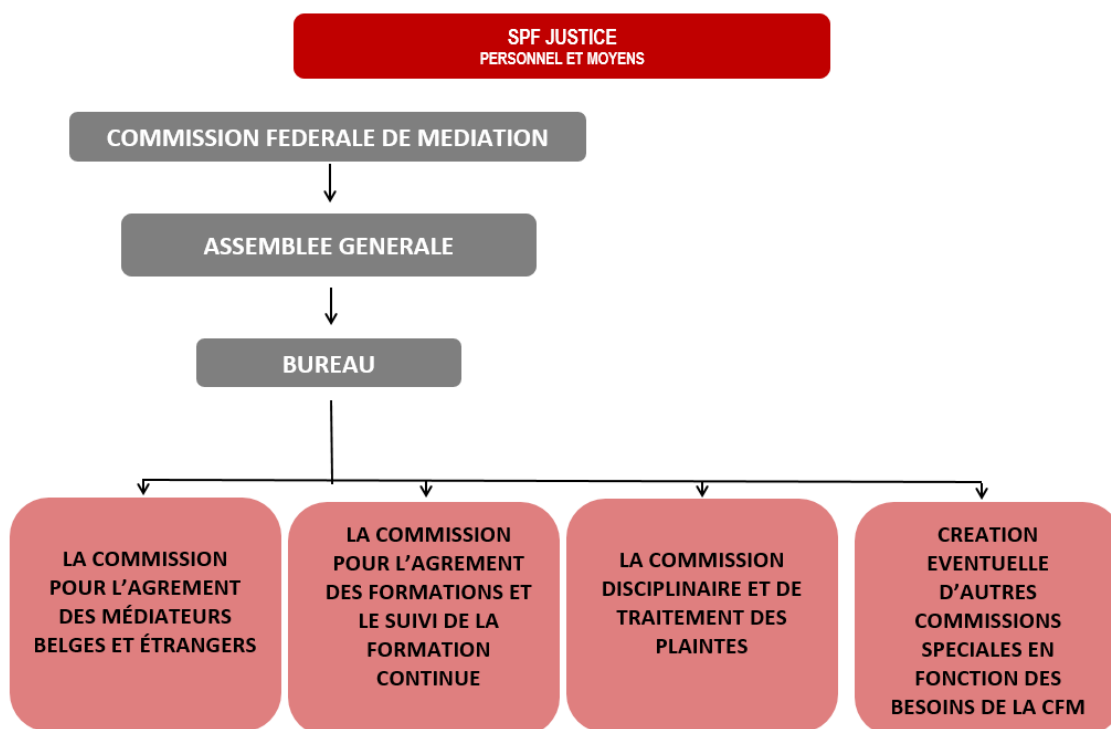 SPF JUSTICE
PERSONNEL ET MOYENS
COMMISSION FEDERALE DE MEDIATION
ASSEMBLEE GENERALE
BUREAU
LA COMMISSION
POUR L’AGREMENT
DES MÉDIATEURS
BELGES ET ÉTRANGERS
LA COMMISSION
POUR L’AGREMENT
DES FORMATIONS ET
LE SUIVI DE LA
FORMATION
CONTINUE
LA COMMISSION
DISCIPLINAIRE ET DE
TRAITEMENT DES
PLAINTES
CREATION
EVENTUELLE
D’AUTRES
COMMISSIONS
SPECIALES EN
FONCTION DES
BESOINS DE LA CFM